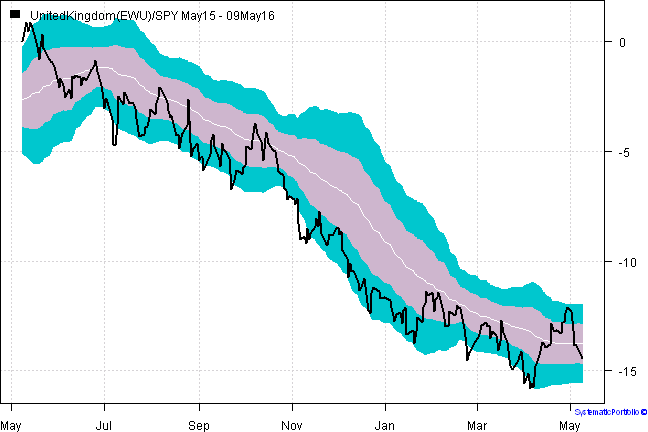 UnitedKingdom(EWU)/SPY May15 - 09May16
0
-5
-10
-15
May Jul Sep Nov Jan Mar May
SystematicPortfolio ©